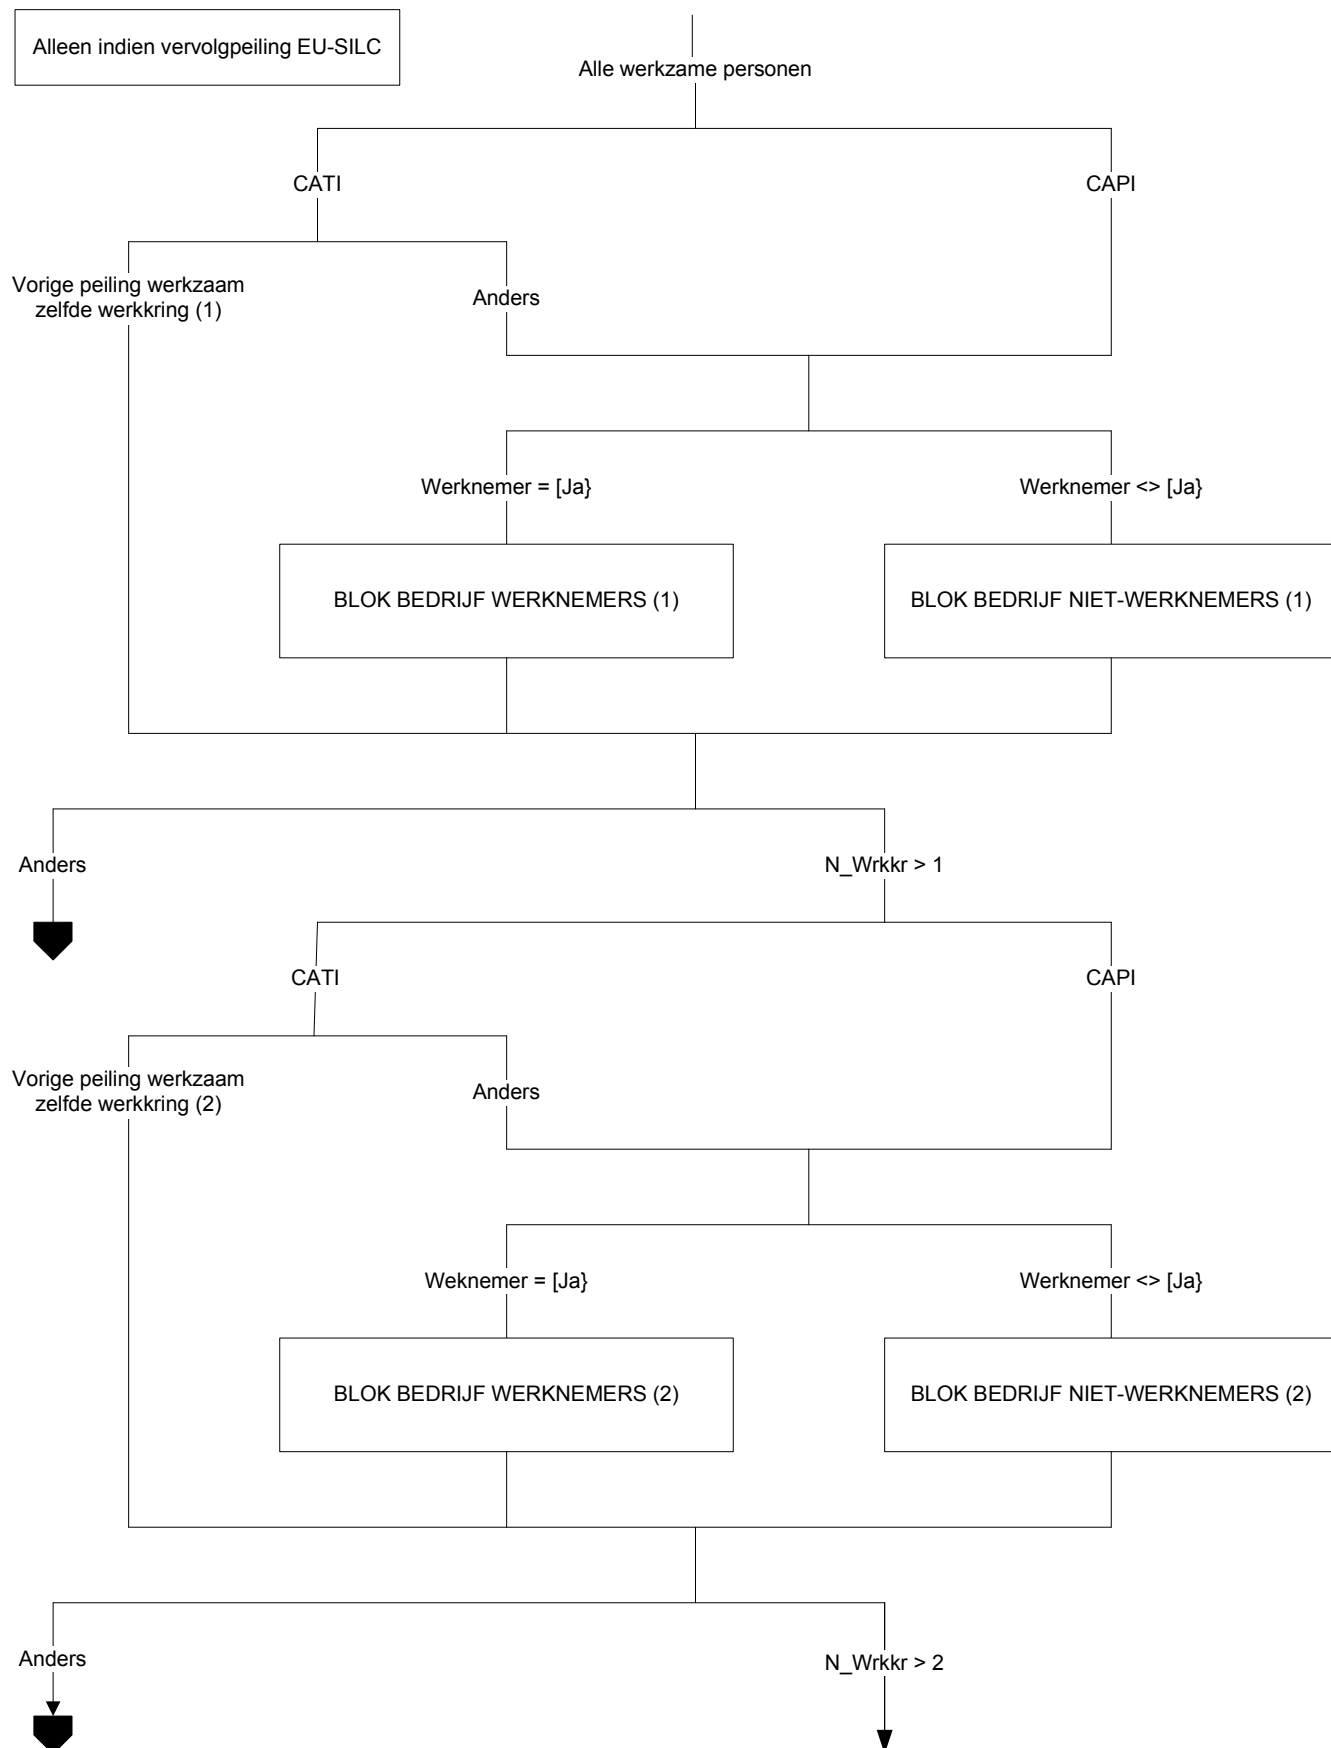 Alleen indien vervolgpeiling EU-SILC
Alle werkzame personen
CATI
CAPI
Vorige peiling werkzaam
zelfde werkkring (1)
Anders
Werknemer = [Ja}
Werknemer <> [Ja}
BLOK BEDRIJF WERKNEMERS (1)
BLOK BEDRIJF NIET-WERKNEMERS (1)
Anders
N_Wrkkr > 1
CATI
CAPI
Vorige peiling werkzaam
zelfde werkkring (2)
Anders
Weknemer = [Ja}
Werknemer <> [Ja}
BLOK BEDRIJF WERKNEMERS (2)
BLOK BEDRIJF NIET-WERKNEMERS (2)
Anders
N_Wrkkr > 2